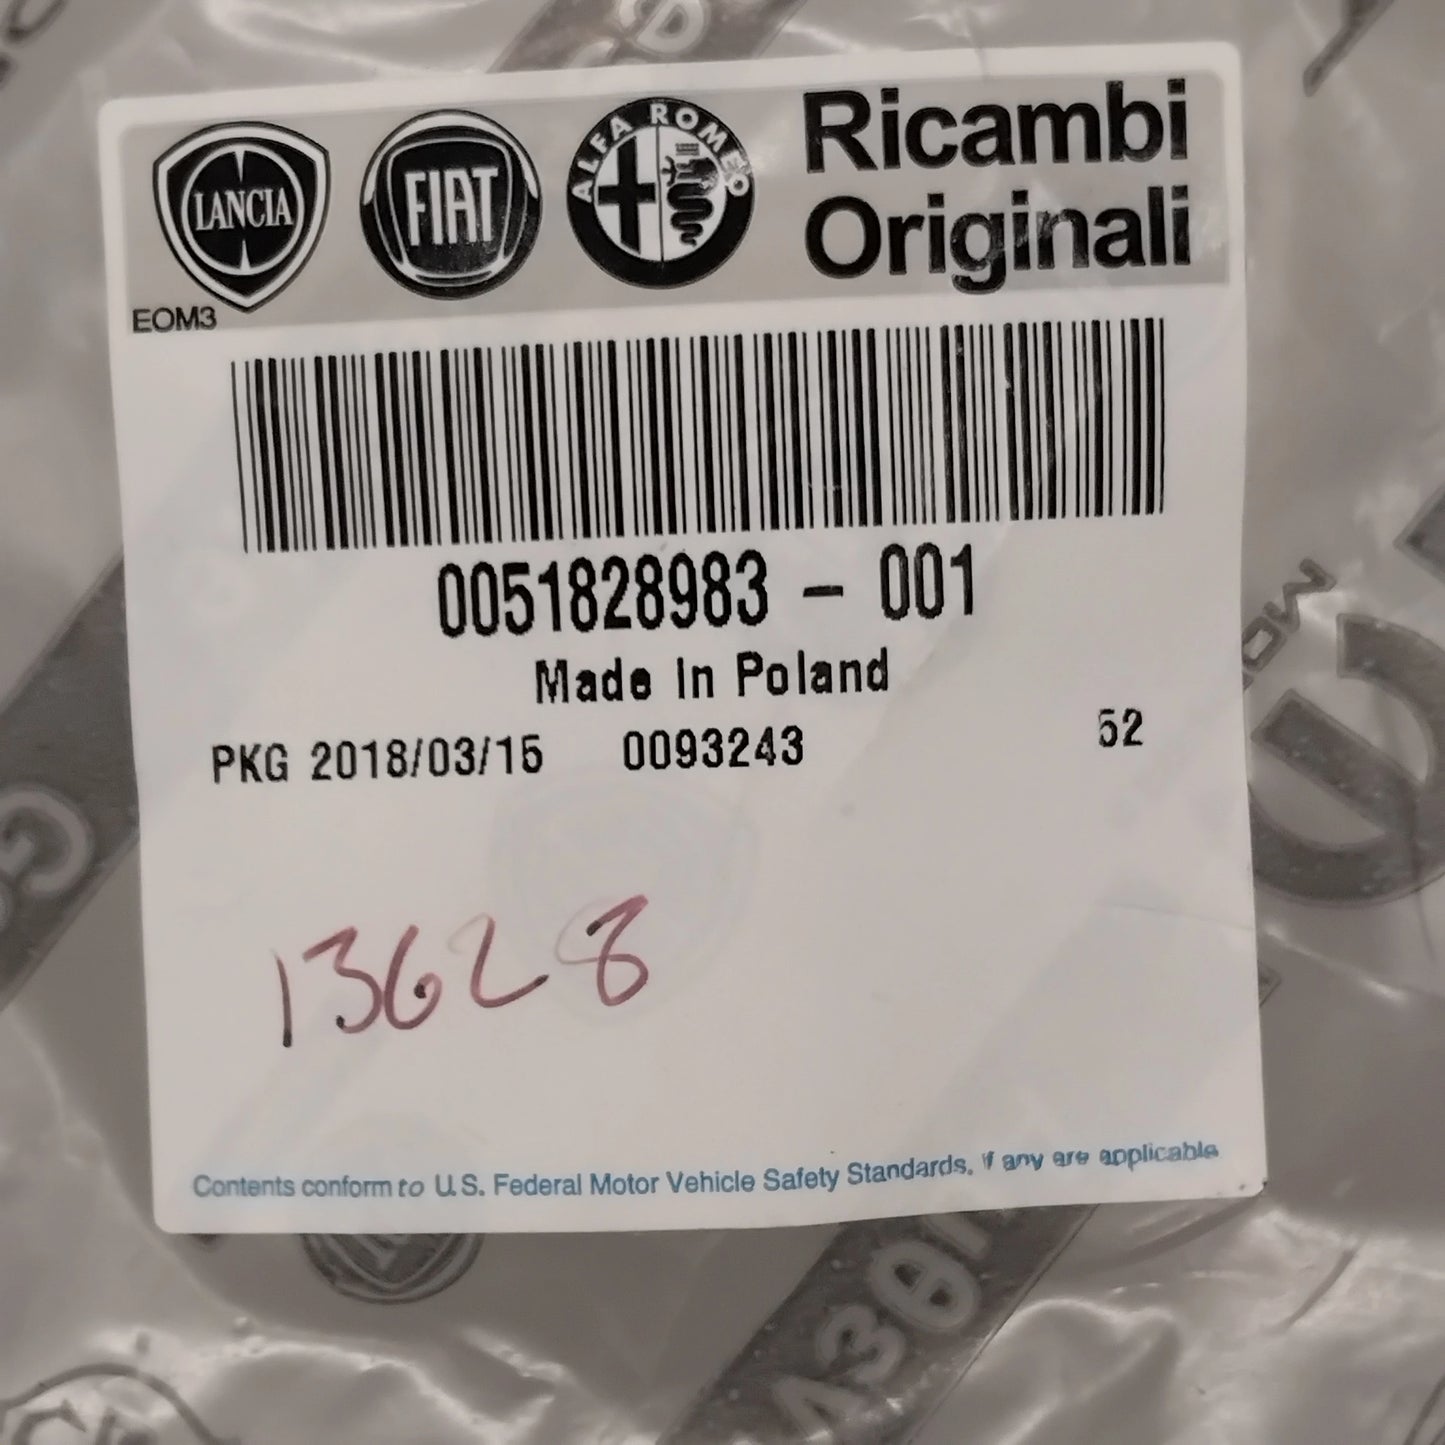 LANCIA
FIAT
ALFA ROMEO
Ricambi
Originali
EOM3
0051828983 - 001
Made In Poland
PKG 2018/03/15 0093243 52
13628
Contents conform to U.S. Federal Motor Vehicle Safety Standards, if any are applicable